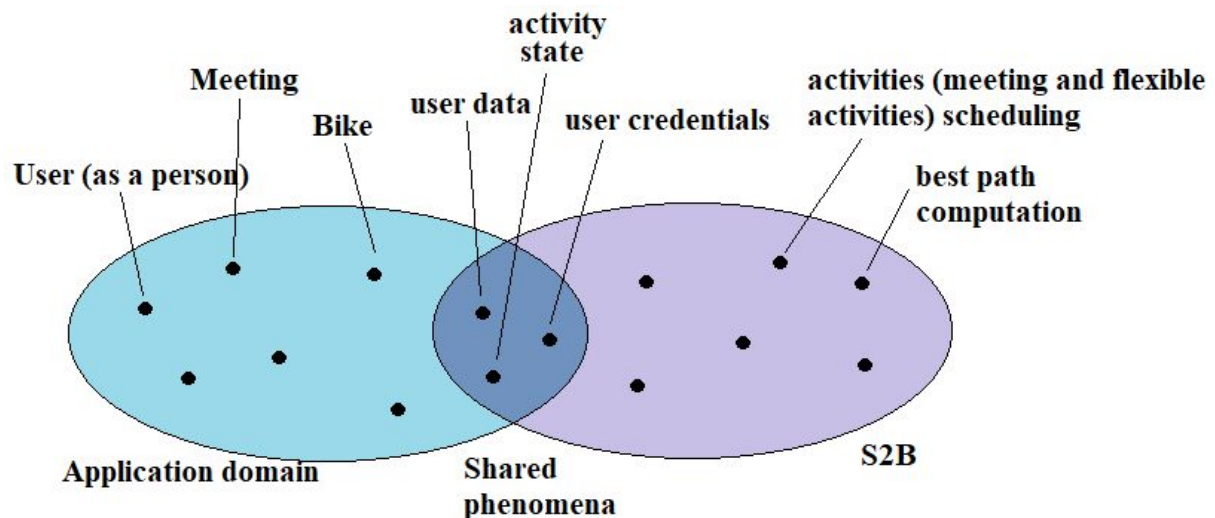 activity
state
Meeting
activities (meeting and flexible
activities) scheduling
user data
user credentials
Bike
User (as a person)
best path
computation
Application domain
Shared
phenomena
S2B